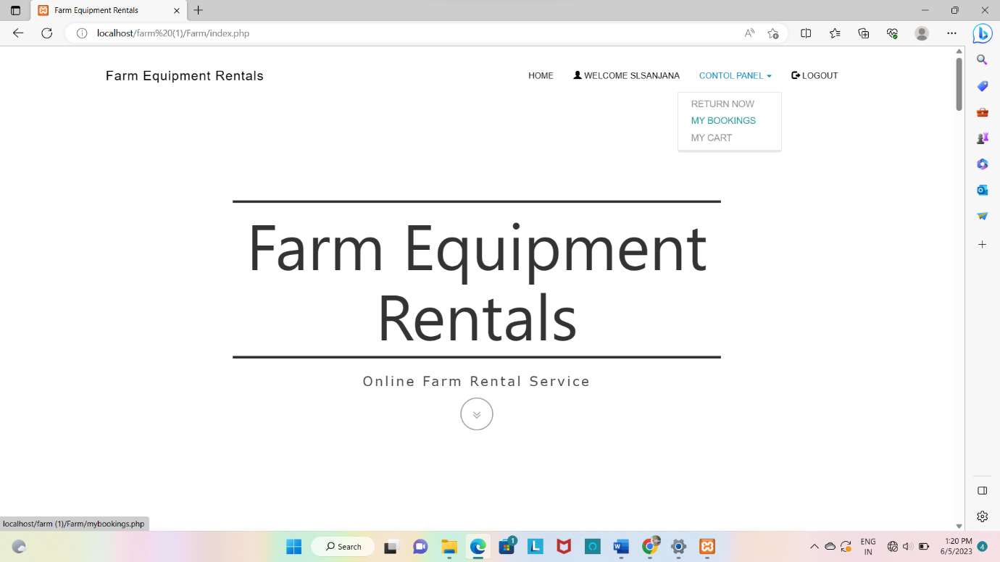 Farm Equipment Rentals
localhost/farm%20(1)/Farm/index.php
Farm Equipment Rentals
HOME
WELCOME SLSANJANA
CONTOL PANEL
LOGOUT
RETURN NOW
MY BOOKINGS
MY CART
Farm Equipment
Rentals
Online Farm Rental Service
localhost/farm (1)/Farm/mybookings.php
Search
1
L
W
ENG
IN
1:20 PM
6/5/2023
4